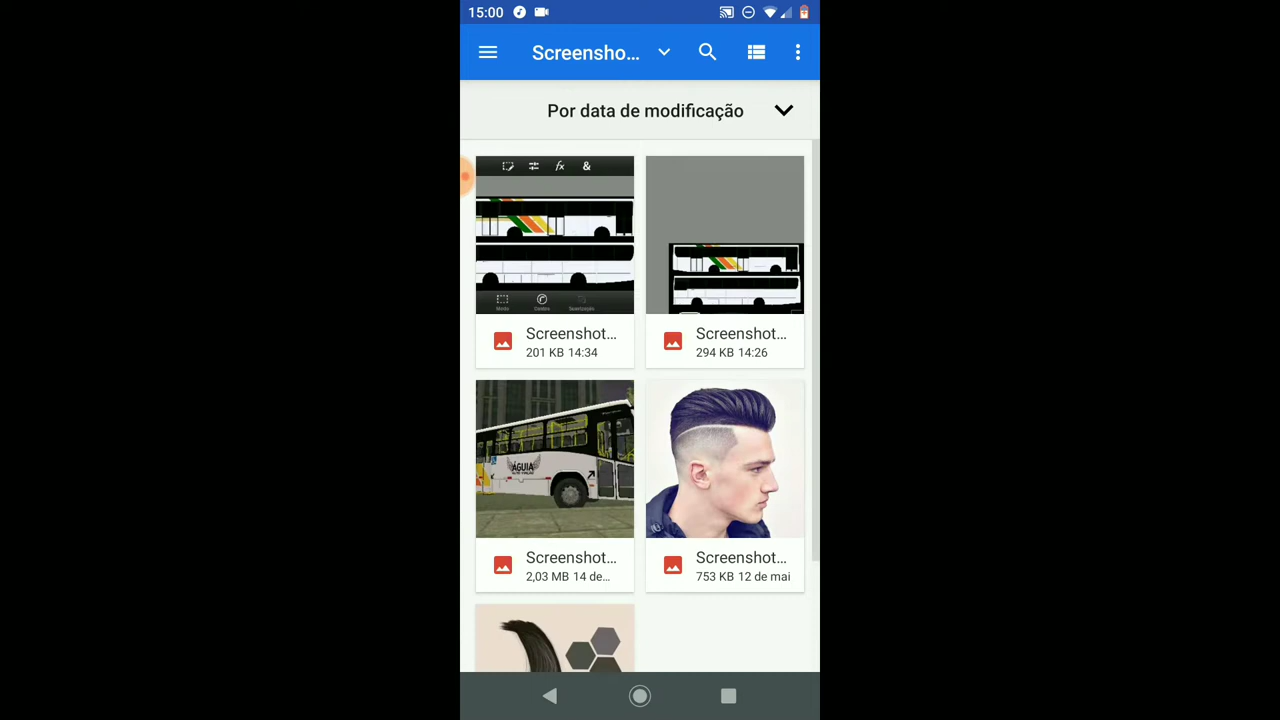 15:00
Screensho...
Por data de modificação
fx
&
Screenshot...
201 KB 14:34
Screenshot...
294 KB 14:26
ÁGUIA
Screenshot...
2,03 MB 14 de...
Screenshot...
753 KB 12 de mai